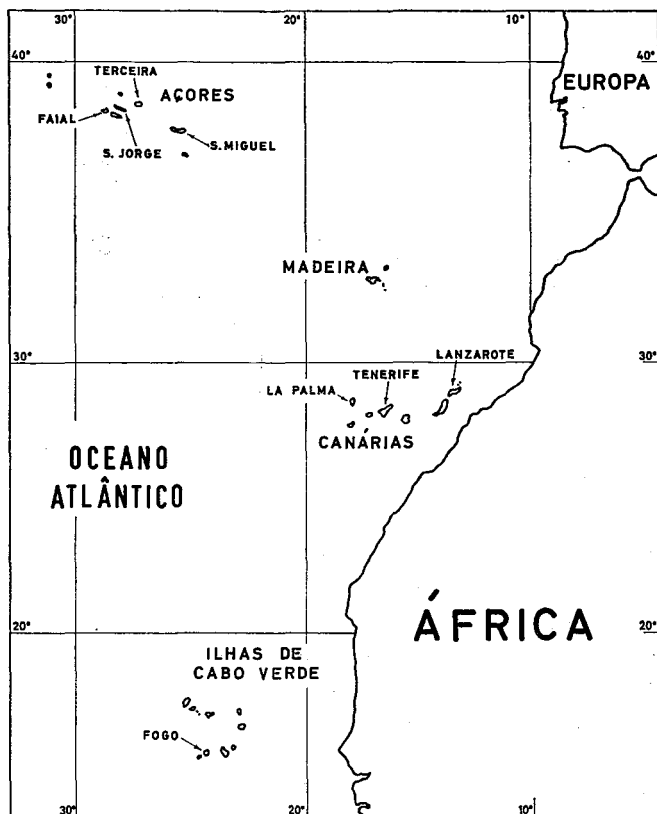 30°
20°
10°
40°
TERCEIRA
AÇORES
EUROPA
FAIAL
S. JORGE
S. MIGUEL
MADEIRA
30°
30°
LANZAROTE
TENERIFE
LA PALMA
CANÁRIAS
OCEANO
ATLÂNTICO
ÁFRICA
20°
20°
ILHAS DE
CABO VERDE
FOGO
30°
20°
10°